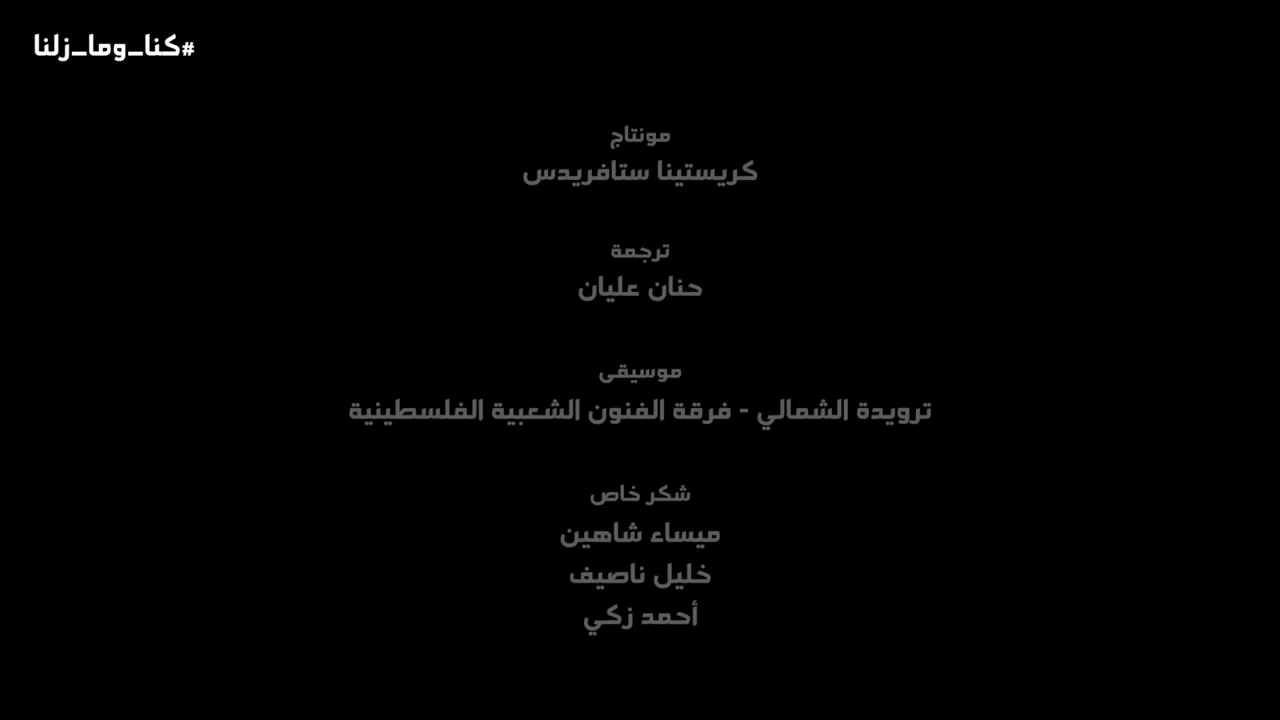 #كنا_وما_زلنا
مونتاج
كريستينا ستافريدس
ترجمة
حنان عليان
موسيقى
ترويدة الشمالي - فرقة الفنون الشعبية الفلسطينية
شكر خاص
ميساء شاهين
خليل ناصيف
أحمد زكي